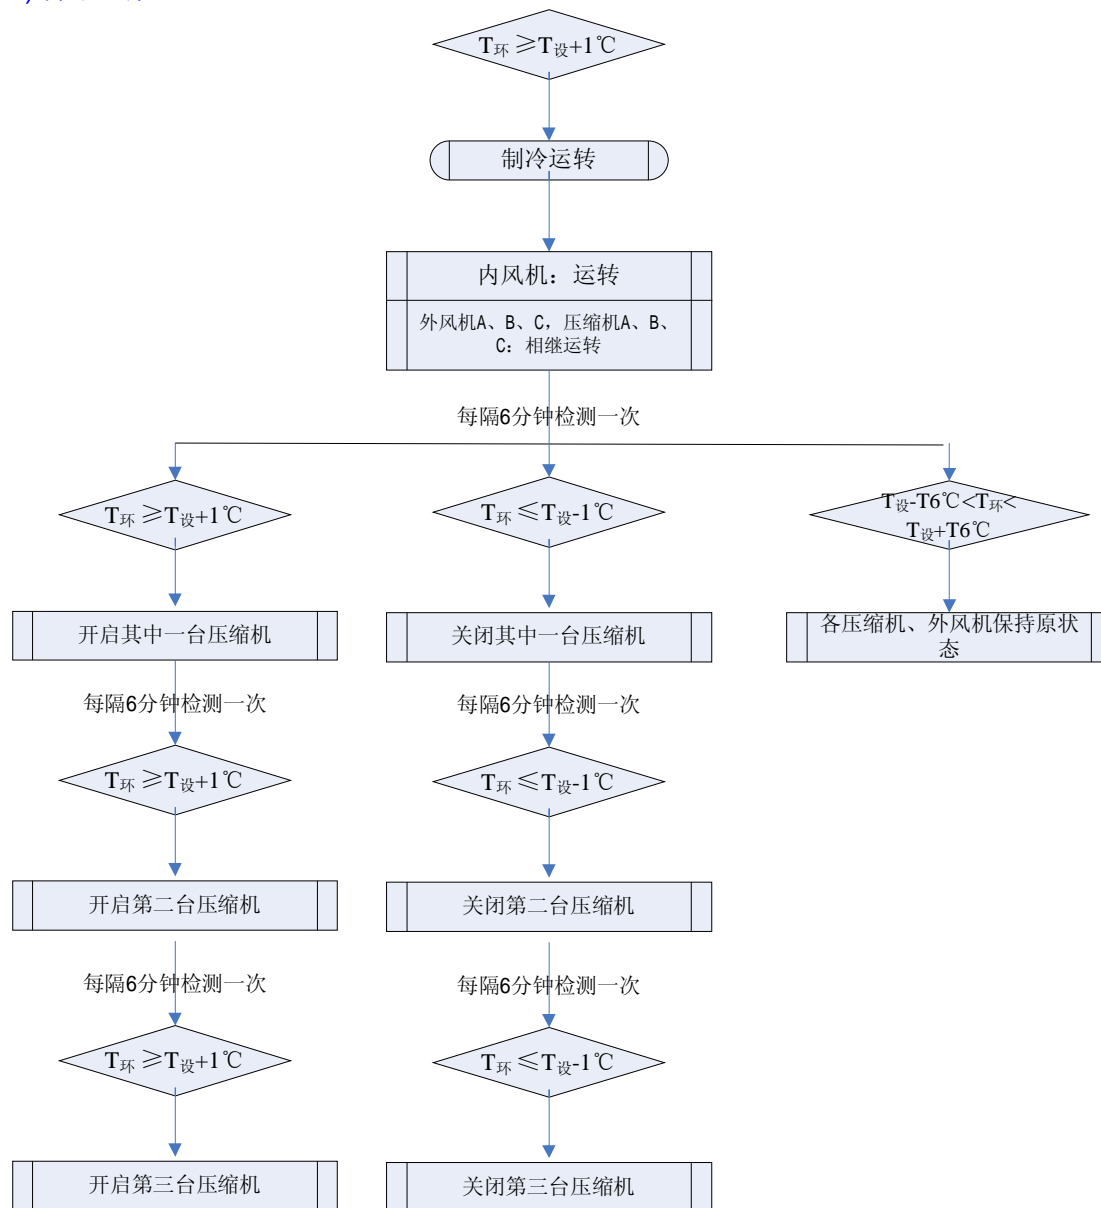 T环 ≥T设+1℃
制冷运转
内风机：运转
外风机A、B、C，压缩机A、B、
C：相继运转
每隔6分钟检测一次
T环 ≥T设+1℃
T环 ≤T设-1℃
T设-T6℃<T环<
T设+T6℃
开启其中一台压缩机
关闭其中一台压缩机
各压缩机、外风机保持原状
态
每隔6分钟检测一次
每隔6分钟检测一次
T环 ≥T设+1℃
T环 ≤T设-1℃
开启第二台压缩机
关闭第二台压缩机
每隔6分钟检测一次
每隔6分钟检测一次
T环 ≥T设+1℃
T环 ≤T设-1℃
开启第三台压缩机
关闭第三台压缩机